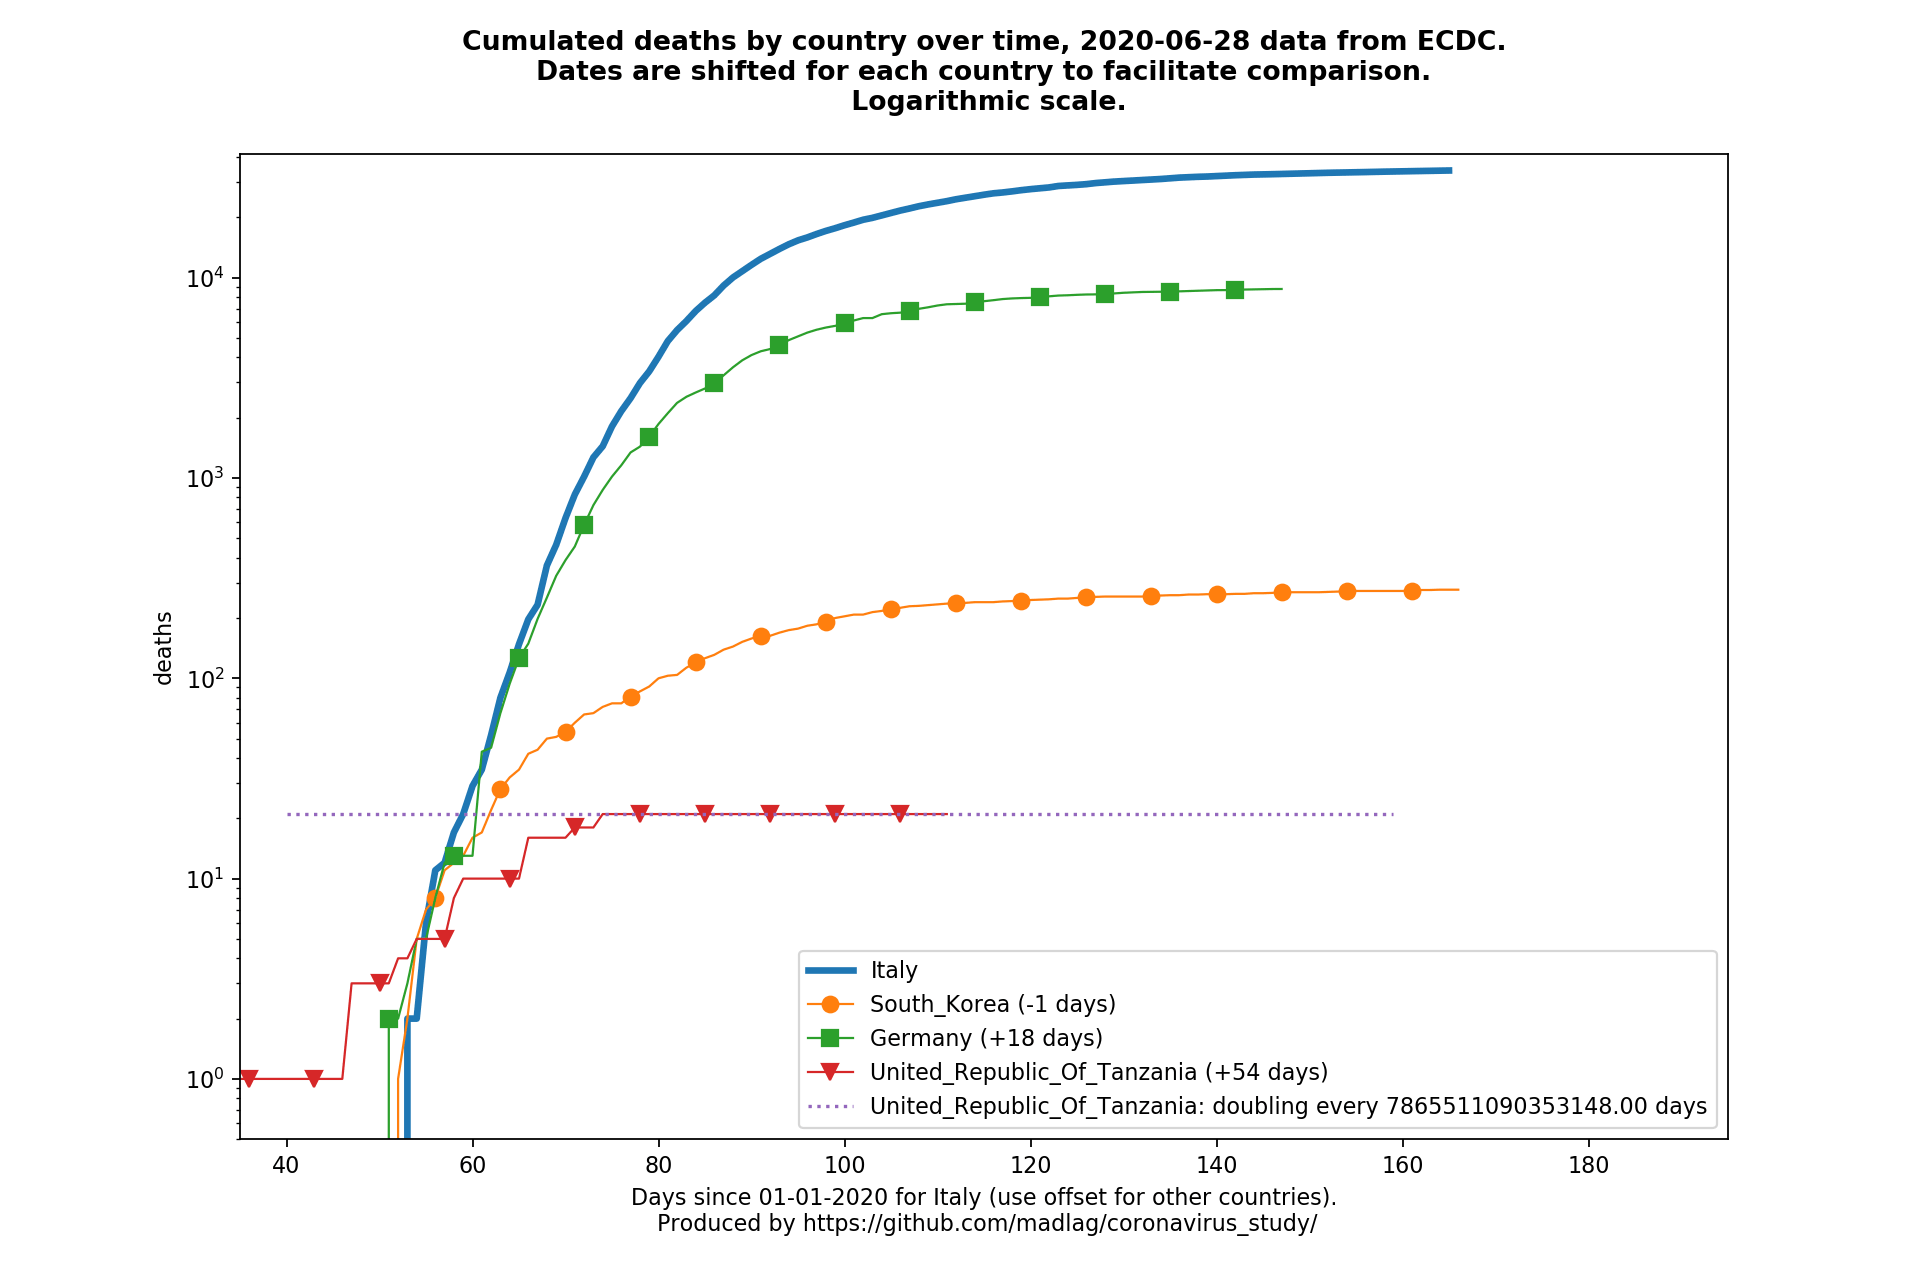 Cumulated deaths by country over time, 2020-06-28 data from ECDC.
Dates are shifted for each country to facilitate comparison.
Logarithmic scale.
10^4
10^3
10^2
10^1
10^0
deaths
Italy
South_Korea (-1 days)
Germany (+18 days)
United_Republic_Of_Tanzania (+54 days)
United_Republic_Of_Tanzania: doubling every 7865511090353148.00 days
40 60 80 100 120 140 160 180
Days since 01-01-2020 for Italy (use offset for other countries).
Produced by https://github.com/madlag/coronavirus_study/